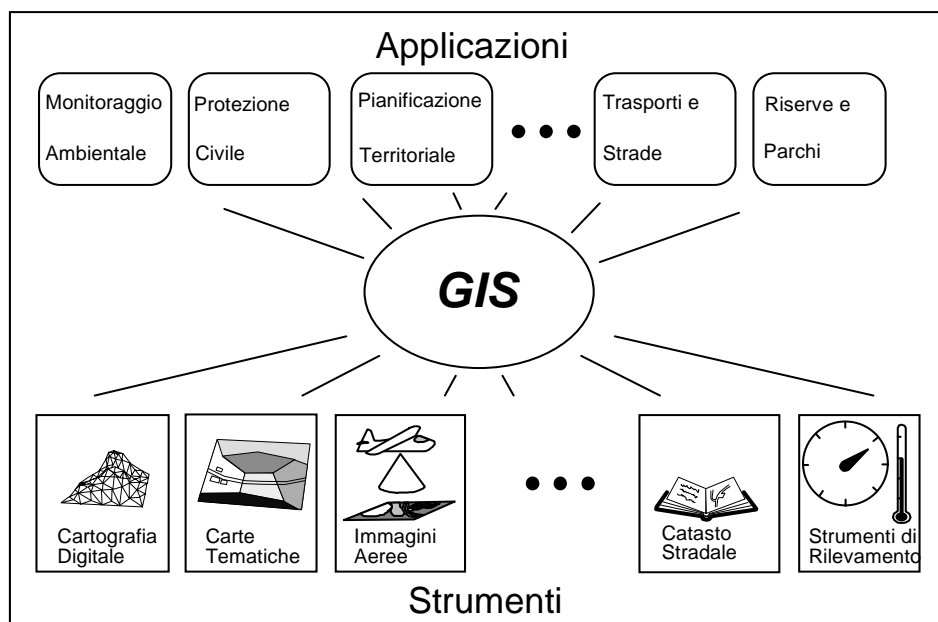 Applicazioni
Monitoraggio
Ambientale
Protezione
Civile
Pianificazione
Territoriale
Trasporti e
Strade
Riserve e
Parchi
GIS
Cartografia
Digitale
Carte
Tematiche
Immagini
Aeree
Catasto
Stradale
Strumenti di
Rilevamento
Strumenti